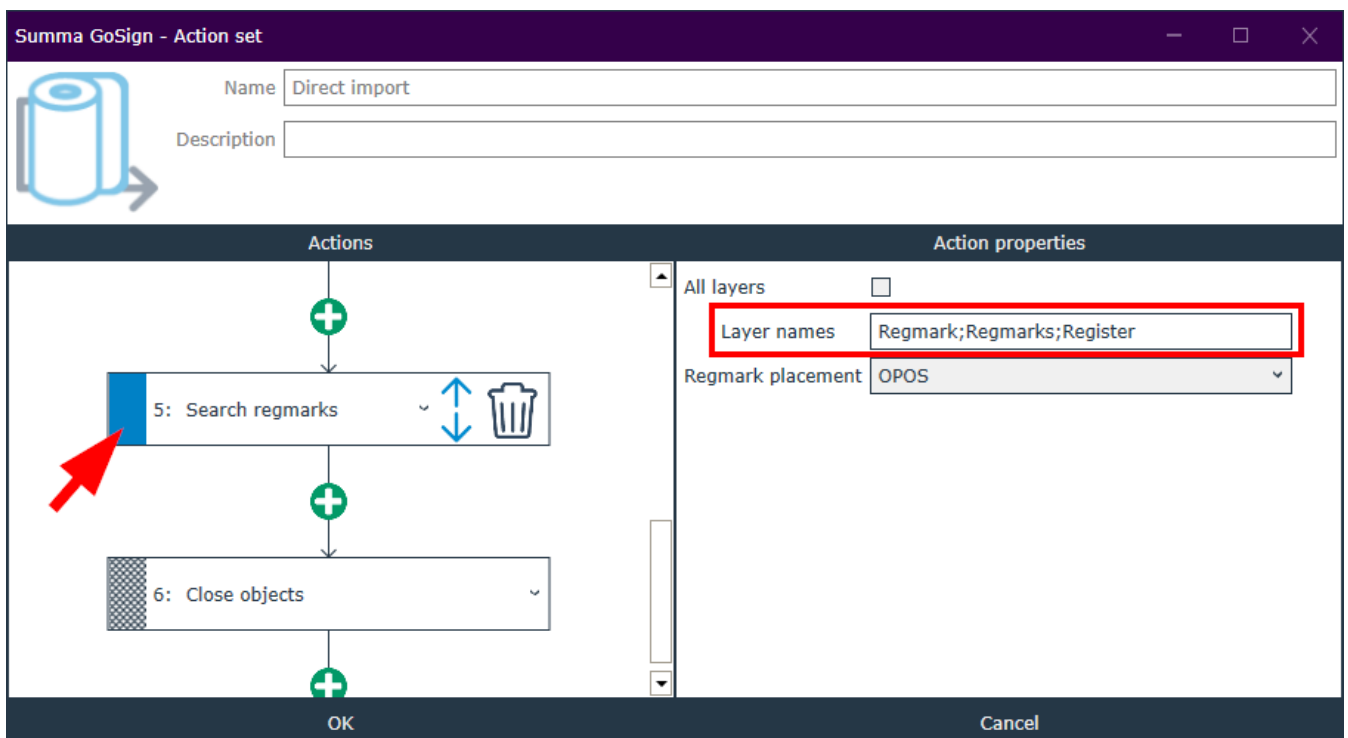 Summa GoSign - Action set
Name Direct import
Description
Actions
Action properties
All layers
Layer names Regmark;Regmarks;Register
Regmark placement OPOS
5: Search regmarks
6: Close objects
OK
Cancel